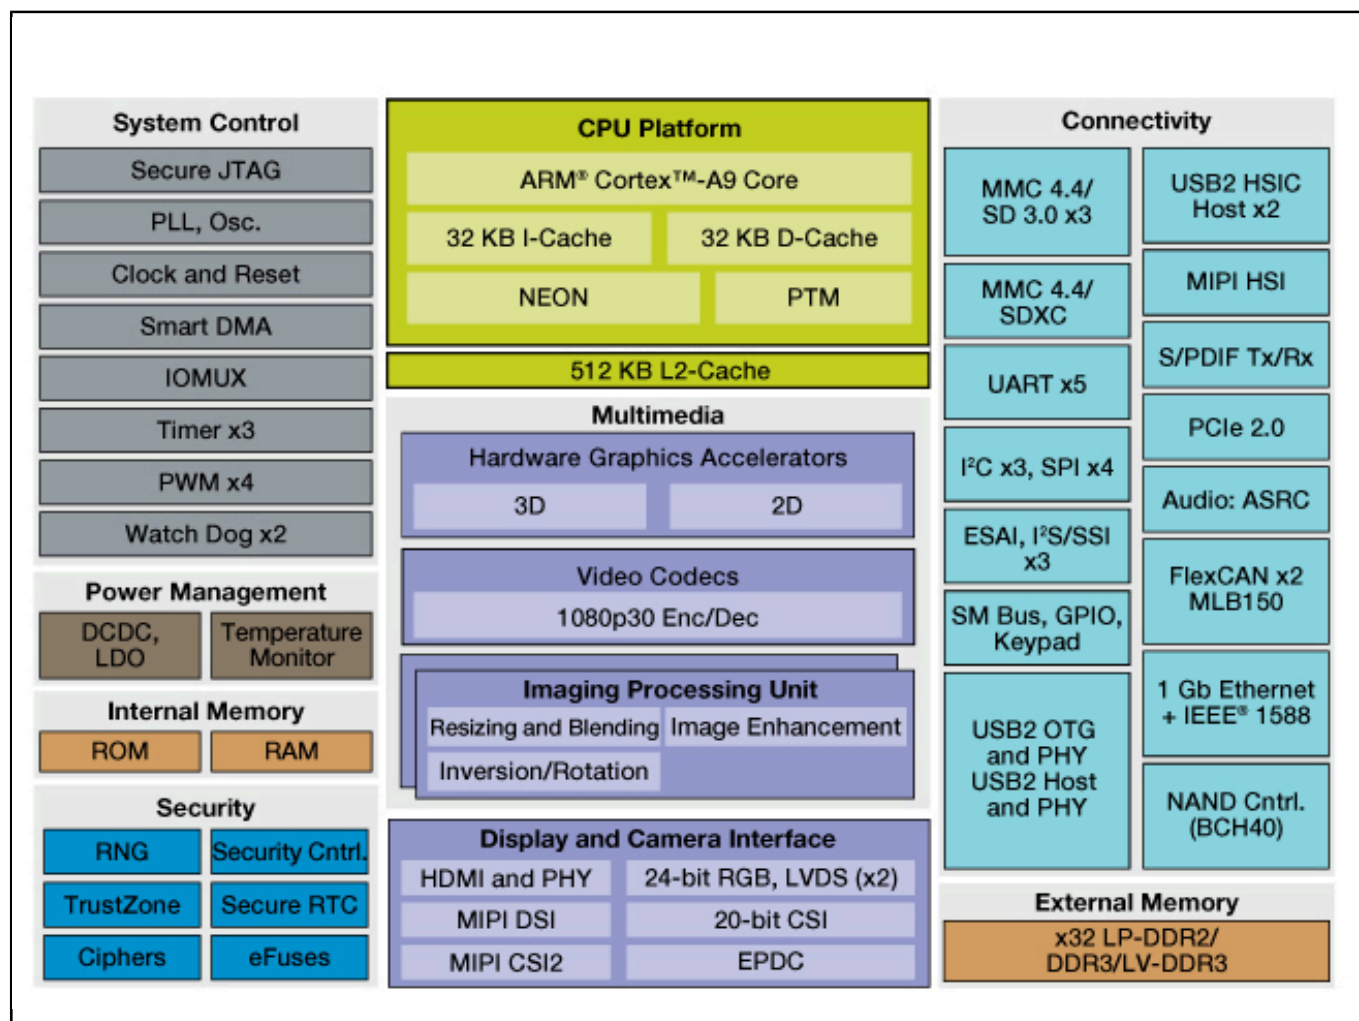 System Control
Secure JTAG
PLL, Osc.
Clock and Reset
Smart DMA
IOMUX
Timer x3
PWM x4
Watch Dog x2
Power Management
DCDC,
LDO
Temperature
Monitor
Internal Memory
ROM
RAM
Security
RNG
Security Cntrl.
TrustZone
Secure RTC
Ciphers
eFuses
CPU Platform
ARM® Cortex™-A9 Core
32 KB I-Cache
32 KB D-Cache
NEON
PTM
512 KB L2-Cache
Multimedia
Hardware Graphics Accelerators
3D
2D
Video Codecs
1080p30 Enc/Dec
Imaging Processing Unit
Resizing and Blending
Image Enhancement
Inversion/Rotation
Display and Camera Interface
HDMI and PHY
24-bit RGB, LVDS (x2)
MIPI DSI
20-bit CSI
MIPI CSI2
EPDC
Connectivity
MMC 4.4/
SD 3.0 x3
MMC 4.4/
SDXC
UART x5
I²C x3, SPI x4
ESAI, I²S/SSI
x3
SM Bus, GPIO,
Keypad
USB2 OTG
and PHY
USB2 Host
and PHY
USB2 HSIC
Host x2
MIPI HSI
S/PDIF Tx/Rx
PCIe 2.0
Audio: ASRC
FlexCAN x2
MLB150
1 Gb Ethernet
+ IEEE® 1588
NAND Cntrl.
(BCH40)
External Memory
x32 LP-DDR2/
DDR3/LV-DDR3